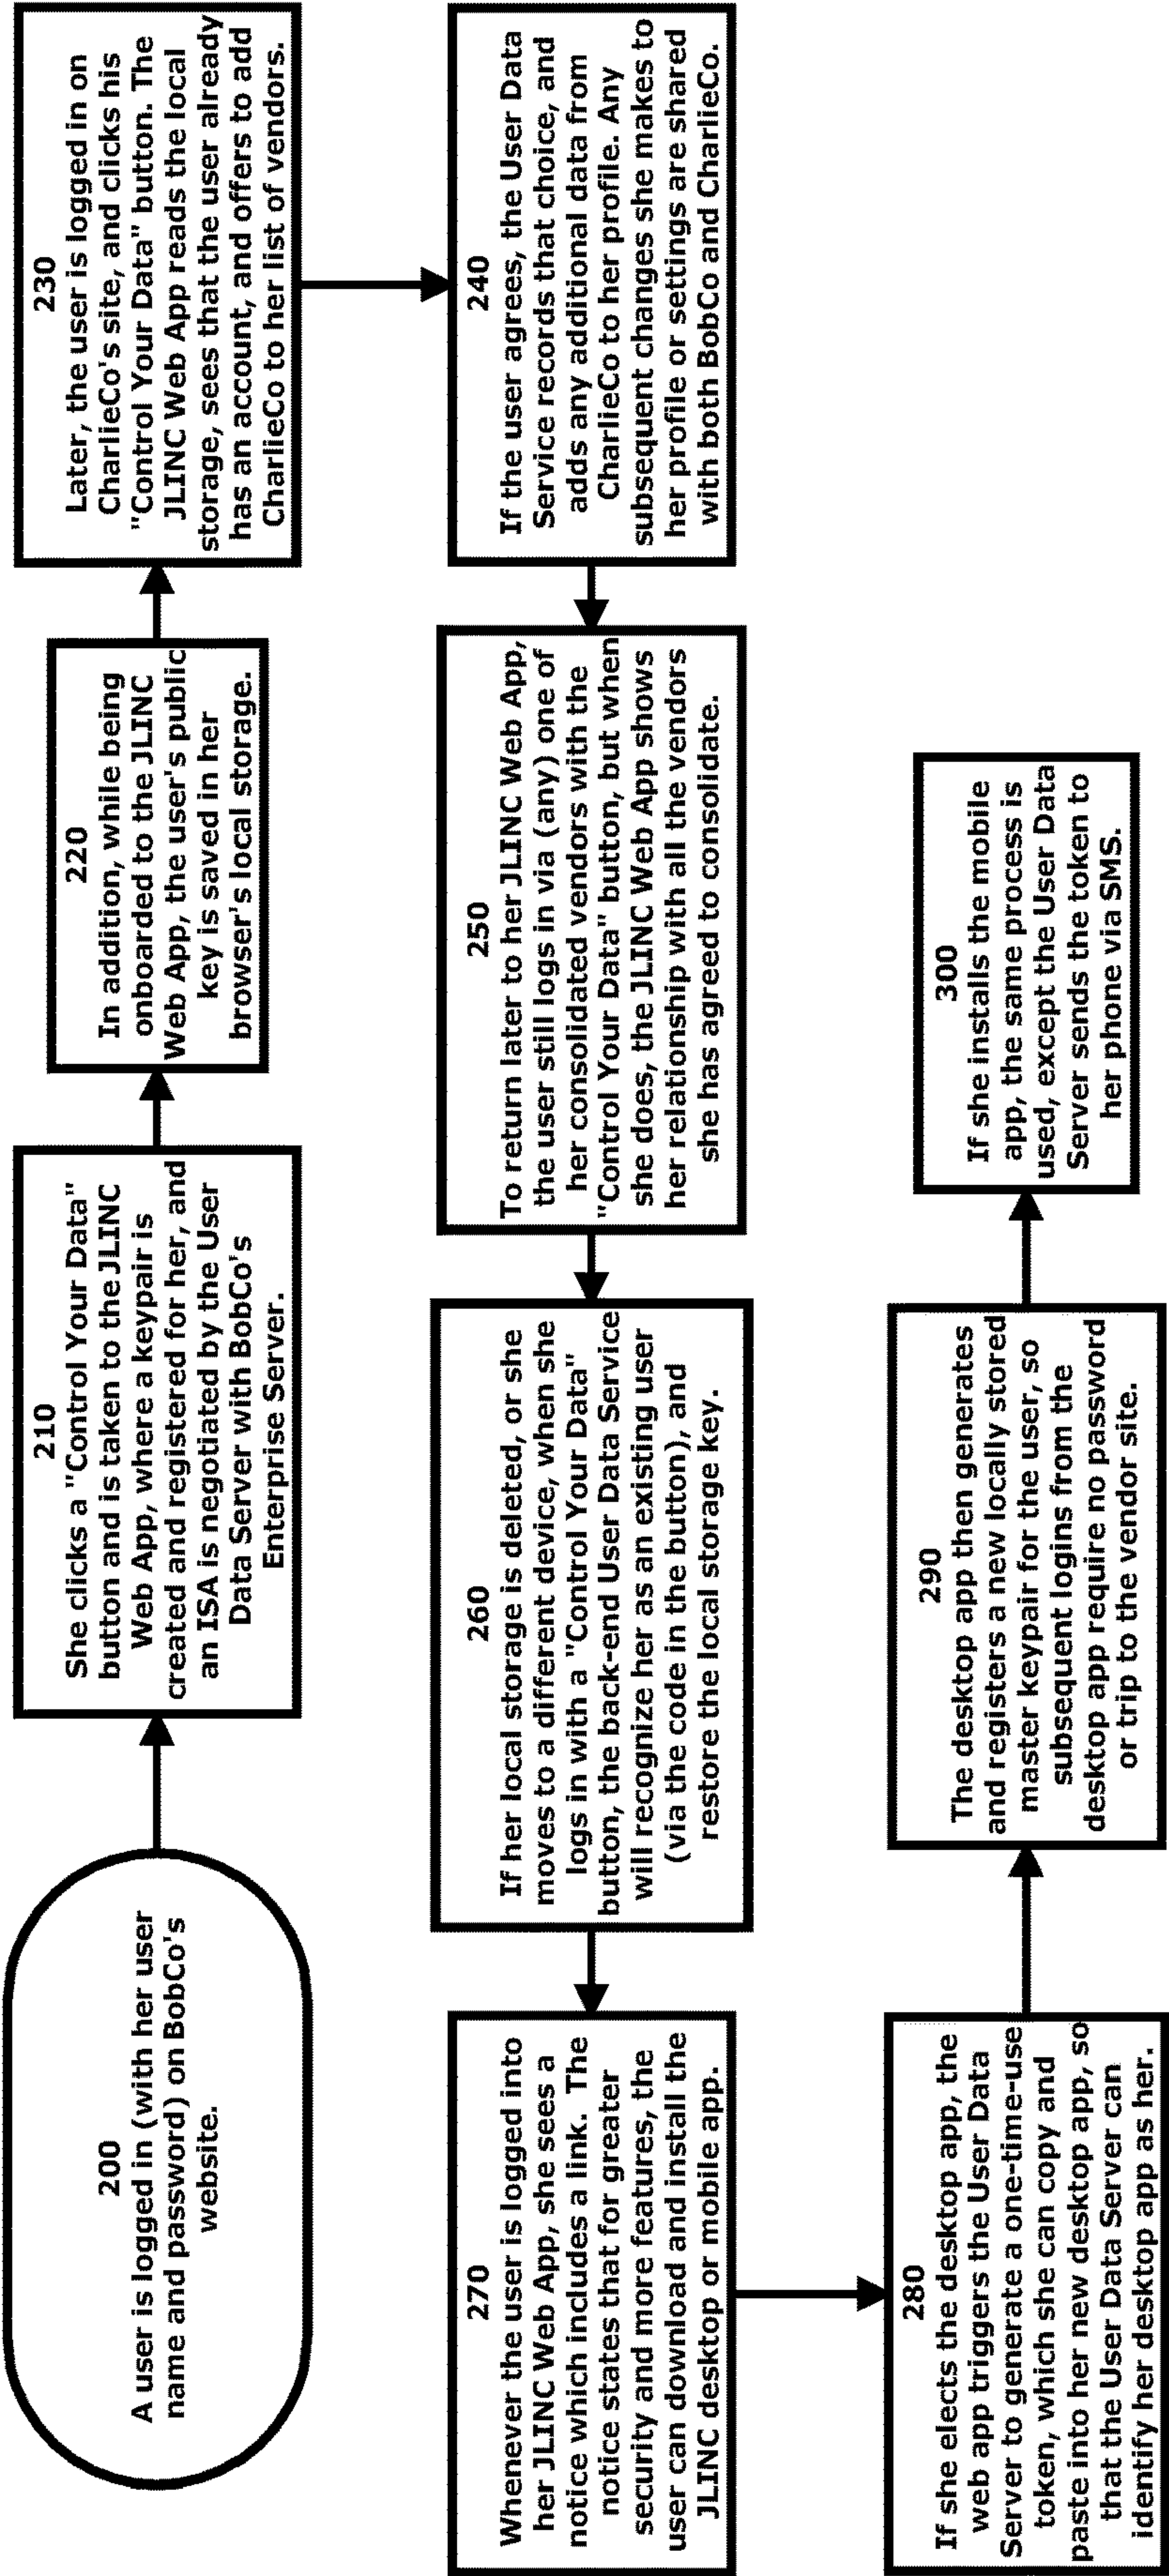 200
A user is logged in (with her user
name and password) on BobCo's
website.
210
She clicks a "Control Your Data"
button and is taken to the JLINC
Web App, where a keypair is
created and registered for her, and
an ISA is negotiated by the User
Data Server with BobCo's
Enterprise Server.
220
In addition, while being
onboarded to the JLINC
Web App, the user's public
key is saved in her
browser's local storage.
230
Later, the user is logged in on
CharlieCo's site, and clicks his
"Control Your Data" button. The
JLINC Web App reads the local
storage, sees that the user already
has an account, and offers to add
CharlieCo to her list of vendors.
240
If the user agrees, the User Data
Service records that choice, and
adds any additional data from
CharlieCo to her profile. Any
subsequent changes she makes to
her profile or settings are shared
with both BobCo and CharlieCo.
250
To return later to her JLINC Web App,
the user still logs in via (any) one of
her consolidated vendors with the
"Control Your Data" button, but when
she does, the JLINC Web App shows
her relationship with all the vendors
she has agreed to consolidate.
260
If her local storage is deleted, or she
moves to a different device, when she
logs in with a "Control Your Data"
button, the back-end User Data Service
will recognize her as an existing user
(via the code in the button), and
restore the local storage key.
270
Whenever the user is logged into
her JLINC Web App, she sees a
notice which includes a link. The
notice states that for greater
security and more features, the
user can download and install the
JLINC desktop or mobile app.
280
If she elects the desktop app, the
web app triggers the User Data
Server to generate a one-time-use
token, which she can copy and
paste into her new desktop app, so
that the User Data Server can
identify her desktop app as her.
290
The desktop app then generates
and registers a new locally stored
master keypair for the user, so
subsequent logins from the
desktop app require no password
or trip to the vendor site.
300
If she installs the mobile
app, the same process is
used, except the User Data
Server sends the token to
her phone via SMS.